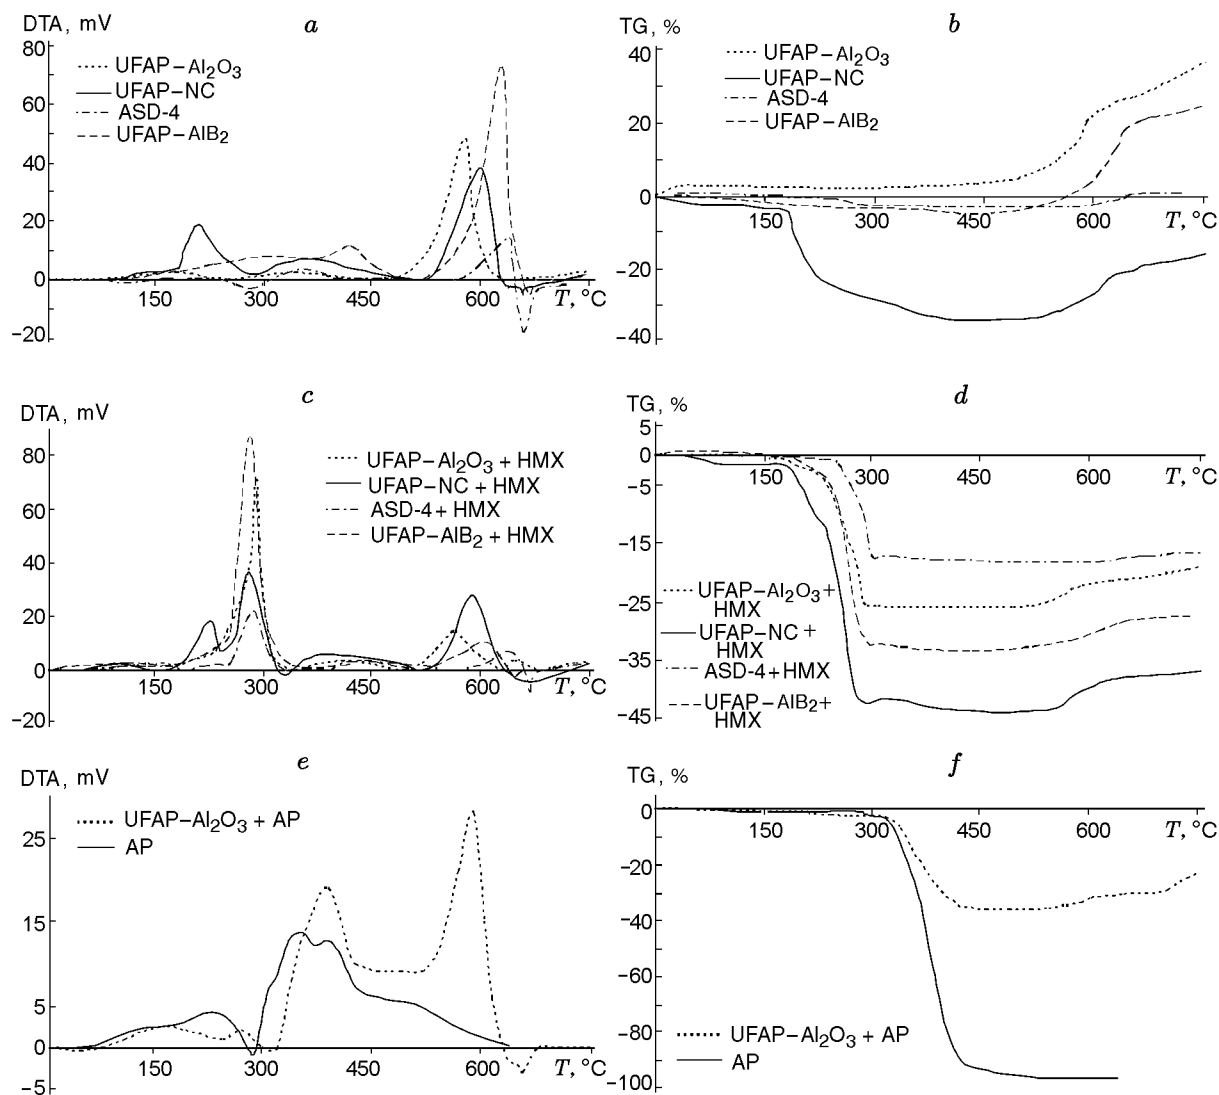 DTA, mV
a
80
60
40
20
0
−20
UFAP–Al2O3
UFAP–NC
ASD-4
UFAP–AlB2
150
300
450
600
T, °C
TG, %
b
40
20
0
−20
−40
UFAP–Al2O3
UFAP–NC
ASD-4
UFAP–AlB2
150
300
450
600
T, °C
DTA, mV
c
80
60
40
20
0
−20
UFAP–Al2O3 + HMX
UFAP–NC + HMX
ASD-4 + HMX
UFAP–AlB2 + HMX
150
300
450
600
T, °C
TG, %
d
5
0
−5
−15
−25
−35
−45
150
300
450
600
T, °C
UFAP–Al2O3 +
HMX
UFAP–NC +
HMX
ASD-4 + HMX
UFAP–AlB2 +
HMX
DTA, mV
e
25
15
5
0
−5
UFAP–Al2O3 + AP
AP
150
300
450
600
T, °C
TG, %
f
0
−20
−40
−60
−80
−100
150
300
450
600
T, °C
UFAP–Al2O3 + AP
AP